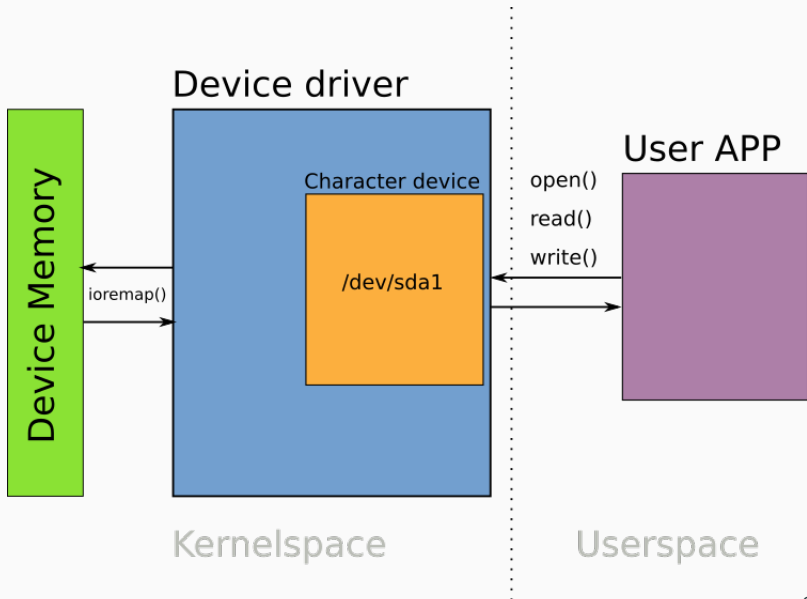 Device driver
User APP
Character device
open()
read()
write()
/dev/sda1
ioremap()
Device Memory
Kernelspace
Userspace